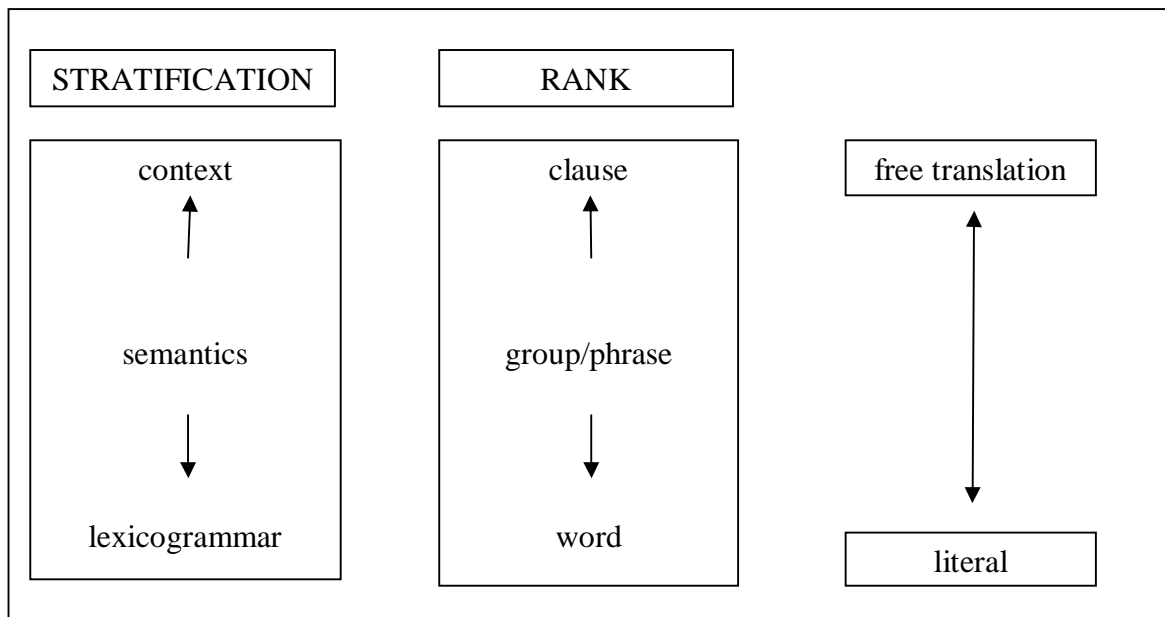 STRATIFICATION
RANK
context
clause
free translation
semantics
group/phrase
lexicogrammar
word
literal